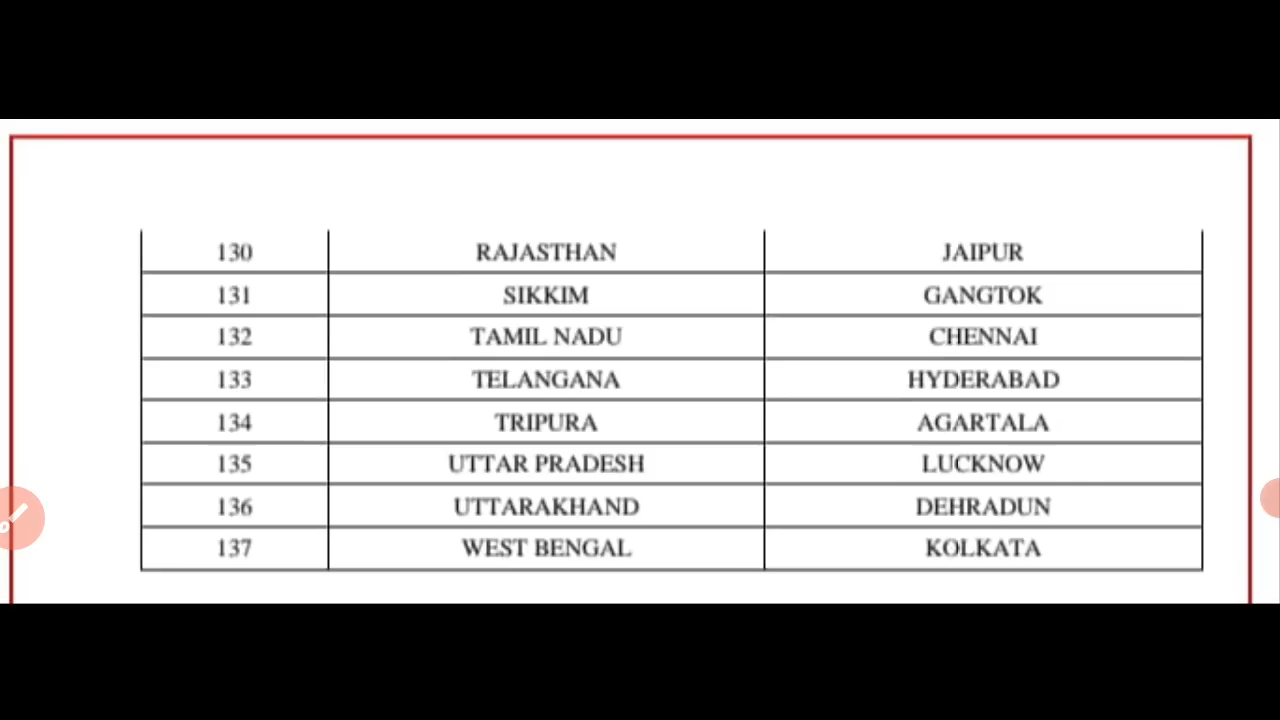 130 RAJASTHAN JAIPUR
131 SIKKIM GANGTOK
132 TAMIL NADU CHENNAI
133 TELANGANA HYDERABAD
134 TRIPURA AGARTALA
135 UTTAR PRADESH LUCKNOW
136 UTTARAKHAND DEHRADUN
137 WEST BENGAL KOLKATA